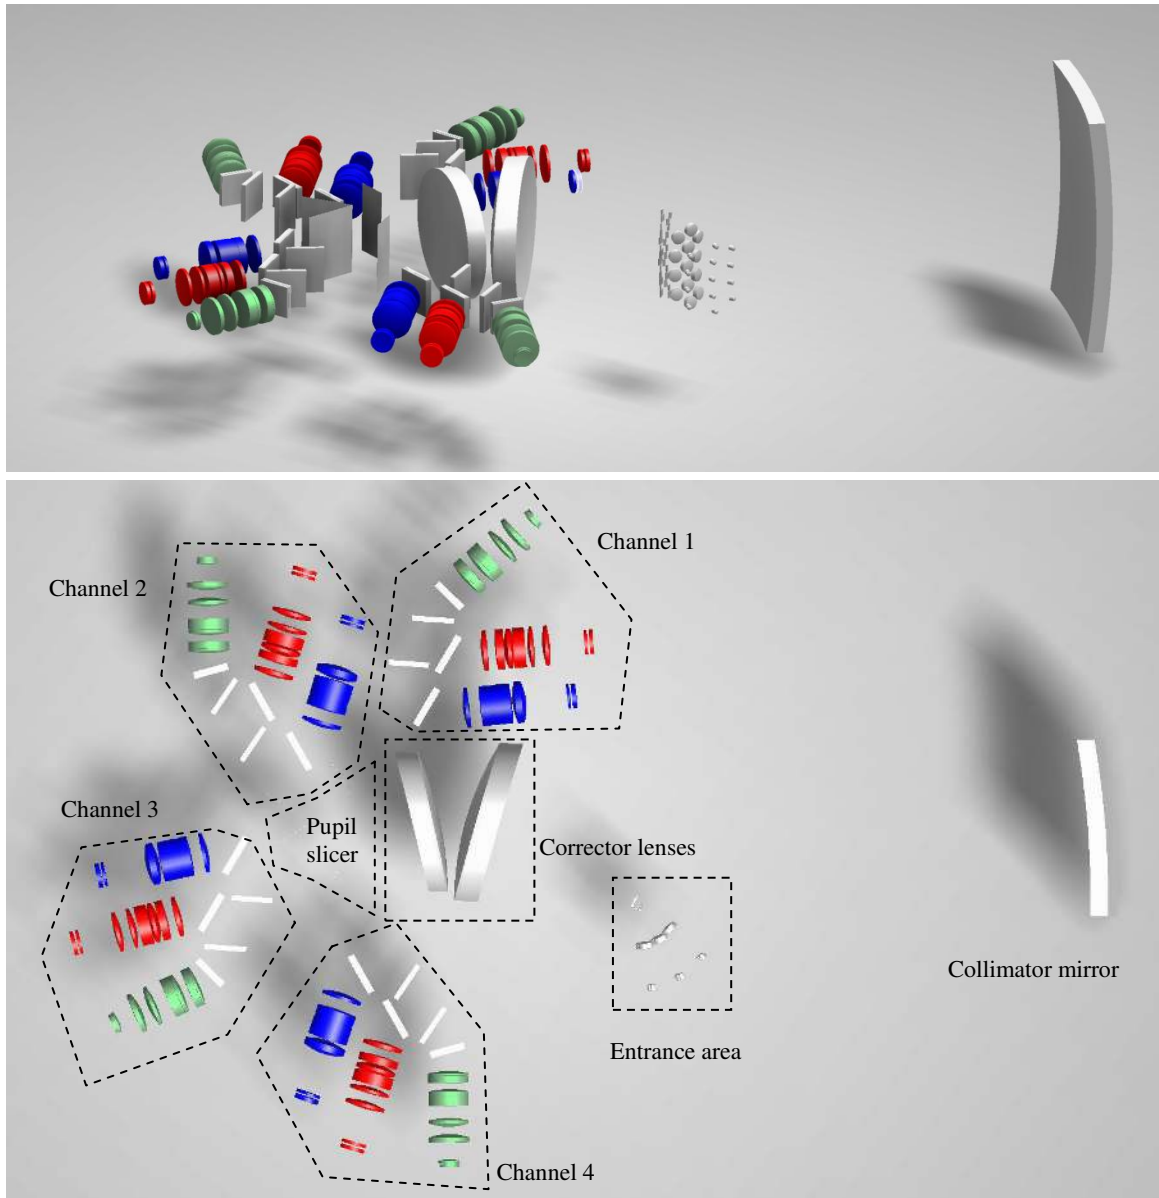 Channel 1
Channel 2
Channel 3
Pupil
slicer
Corrector lenses
Collimator mirror
Entrance area
Channel 4